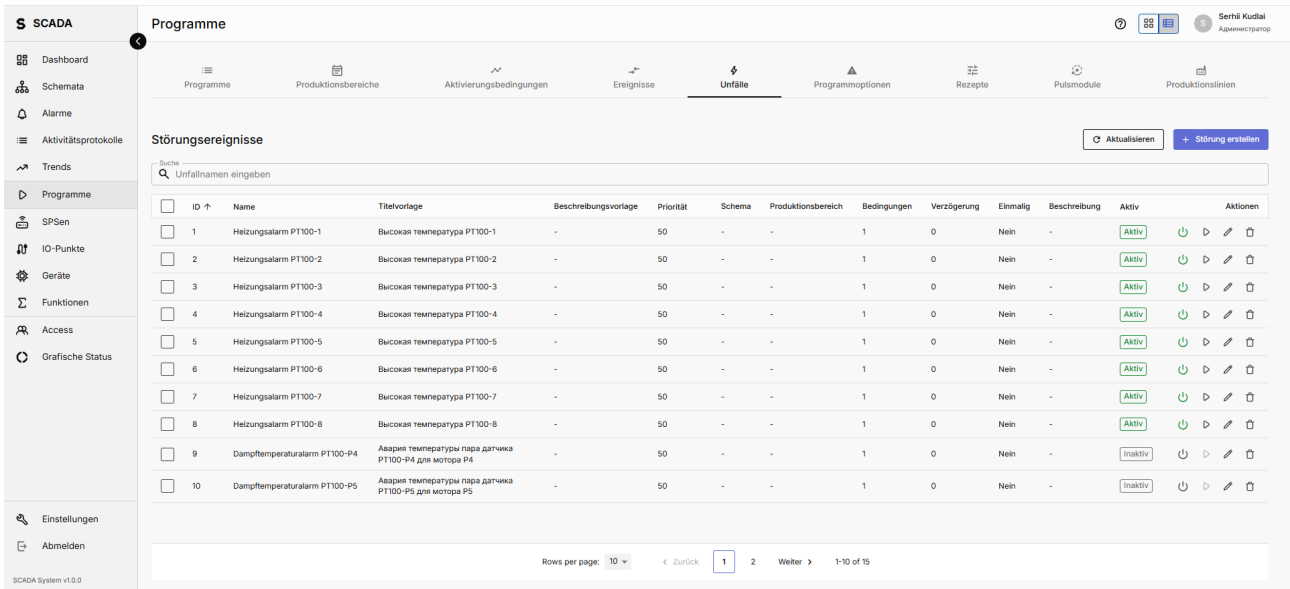 S SCADA
Programme
Serhii Kudlai
S
Администратор
Dashboard
Schemata
Alarme
Aktivitätsprotokolle
Trends
Programme
SPSen
IO-Punkte
Geräte
Funktionen
Access
Grafische Status
Einstellungen
Abmelden
SCADA System v1.0.0
Programme Produktionsbereiche Aktivierungsbedingungen Ereignisse Unfälle Programmoptionen Rezepte Pulsmodule Produktionslinien
Störungsereignisse
Aktualisieren
+ Störung erstellen
Suche
Unfallnamen eingeben
ID Name Titelvorlage Beschreibungsvorlage Priorität Schema Produktionsbereich Bedingungen Verzögerung Einmalig Beschreibung Aktiv Aktionen
1 Heizungsalarm PT100-1 Высокая температура PT100-1 - 50 - - 1 0 Nein - Aktiv
2 Heizungsalarm PT100-2 Высокая температура PT100-2 - 50 - - 1 0 Nein - Aktiv
3 Heizungsalarm PT100-3 Высокая температура PT100-3 - 50 - - 1 0 Nein - Aktiv
4 Heizungsalarm PT100-4 Высокая температура PT100-4 - 50 - - 1 0 Nein - Aktiv
5 Heizungsalarm PT100-5 Высокая температура PT100-5 - 50 - - 1 0 Nein - Aktiv
6 Heizungsalarm PT100-6 Высокая температура PT100-6 - 50 - - 1 0 Nein - Aktiv
7 Heizungsalarm PT100-7 Высокая температура PT100-7 - 50 - - 1 0 Nein - Aktiv
8 Heizungsalarm PT100-8 Высокая температура PT100-8 - 50 - - 1 0 Nein - Aktiv
9 Dampftemperaturalarm PT100-P4 Авария температуры пара датчика
PT100-P4 для мотора P4 - 50 - - 1 0 Nein - Inaktiv
10 Dampftemperaturalarm PT100-P5 Авария температуры пара датчика
PT100-P5 для мотора P5 - 50 - - 1 0 Nein - Inaktiv
Rows per page: 10 Zurück 1 2 Weiter 1-10 of 15